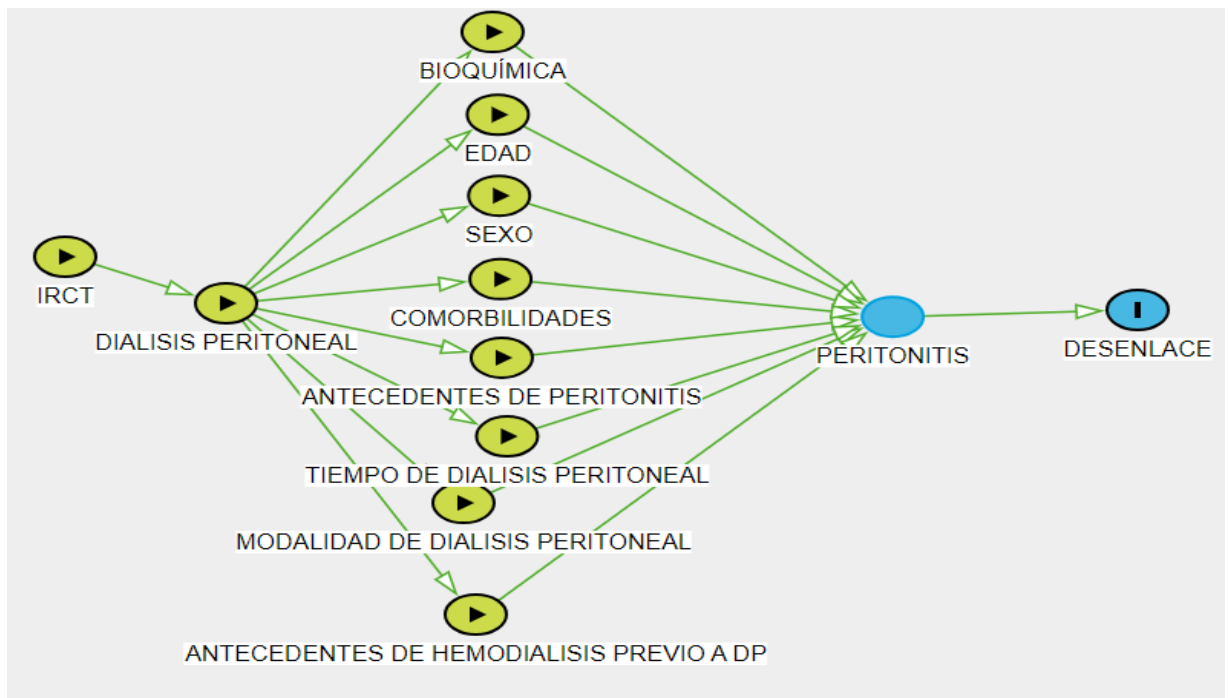 BIOQUÍMICA
EDAD
SEXO
IRCT
DIALISIS PERITONEAL
COMORBILIDADES
PERITONITIS
DESENLACE
ANTECEDENTES DE PERITONITIS
TIEMPO DE DIALISIS PERITONEAL
MODALIDAD DE DIALISIS PERITONEAL
ANTECEDENTES DE HEMODIALISIS PREVIO A DP